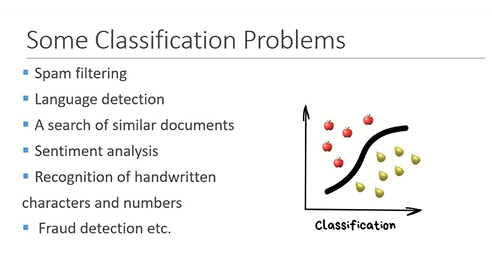 Some Classification Problems
▪ Spam filtering
▪ Language detection
▪ A search of similar documents
▪ Sentiment analysis
▪ Recognition of handwritten
characters and numbers
▪ Fraud detection etc.
Classification